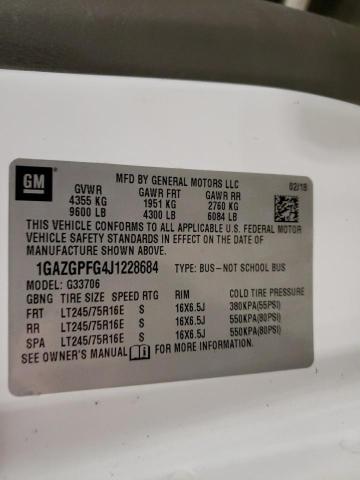 GM
MFD BY GENERAL MOTORS LLC
02/18
GVWR GAWR FRT GAWR RR
4355 KG 1951 KG 2760 KG
9600 LB 4300 LB 6084 LB
THIS VEHICLE CONFORMS TO ALL APPLICABLE U.S. FEDERAL MOTOR
VEHICLE SAFETY STANDARDS IN EFFECT ON THE DATE OF
MANUFACTURE SHOWN ABOVE.
1GAZGPFG4J1228684 TYPE: BUS-NOT SCHOOL BUS
MODEL: G33706
GBNG TIRE SIZE SPEED RTG RIM COLD TIRE PRESSURE
FRT LT245/75R16E S 16X6.5J 380KPA(55PSI)
RR LT245/75R16E S 16X6.5J 550KPA(80PSI)
SPA LT245/75R16E S 16X6.5J 550KPA(80PSI)
SEE OWNER'S MANUAL FOR MORE INFORMATION.